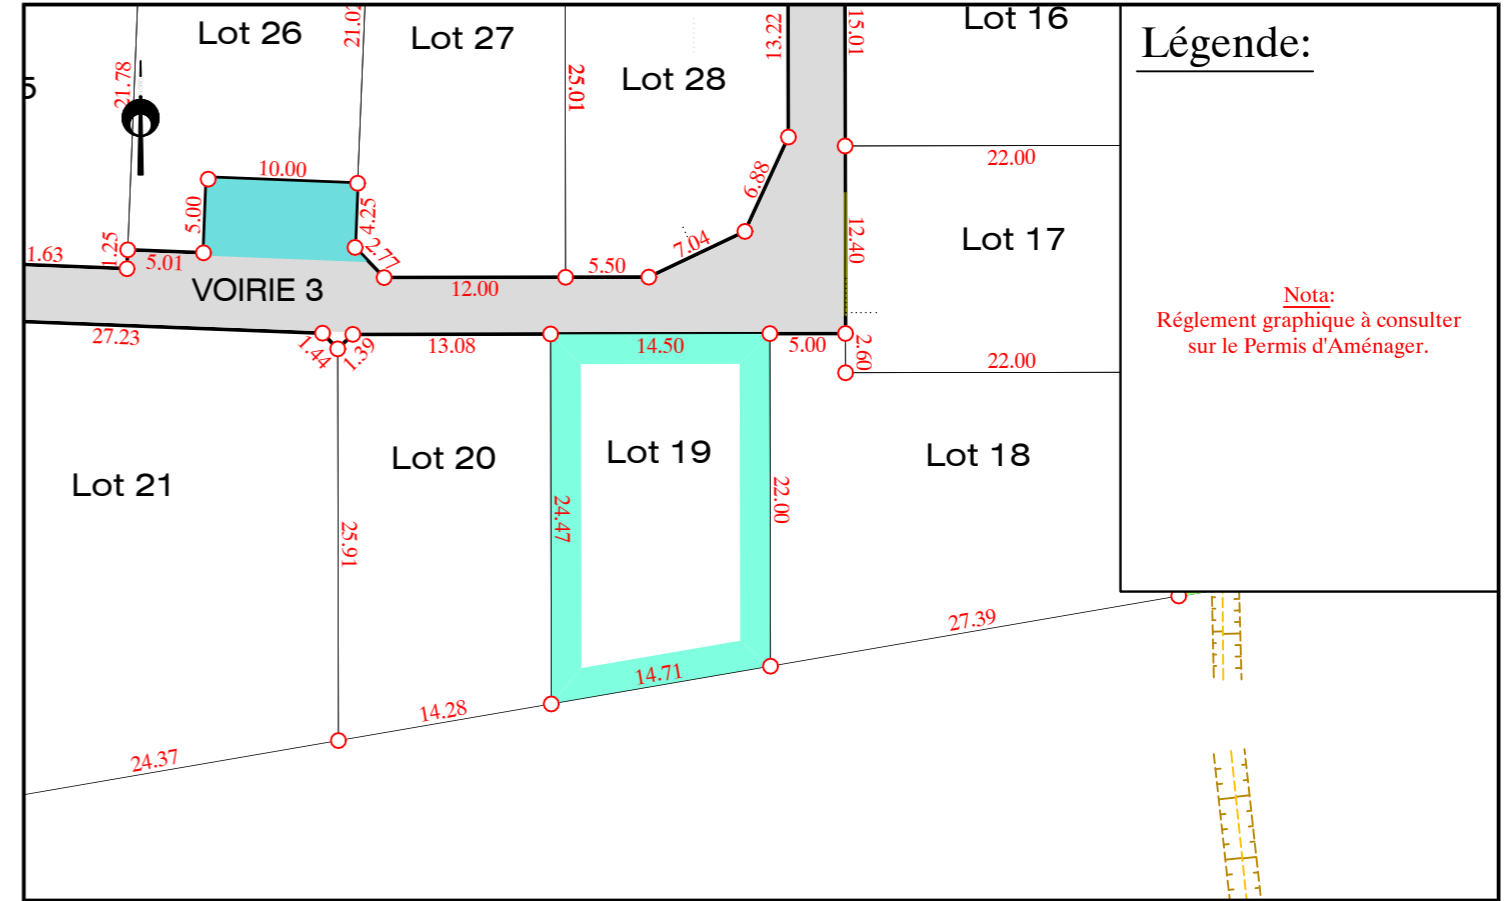 Lot 26
21.02
Lot 27
13.22
15.01
Lot 16
Légende:
21.78
25.01
Lot 28
5
10.00
6.88
22.00
5.00
4.25
1.25
2.77
7.04
12.40
Lot 17
1.63
5.01
5.50
VOIRIE 3
12.00
Nota:
Réglement graphique à consulter
sur le Permis d'Aménager.
27.23
1.44
1.39
13.08
14.50
5.00
2.60
22.00
Lot 21
Lot 20
Lot 19
Lot 18
25.91
24.47
22.00
27.39
14.71
14.28
24.37